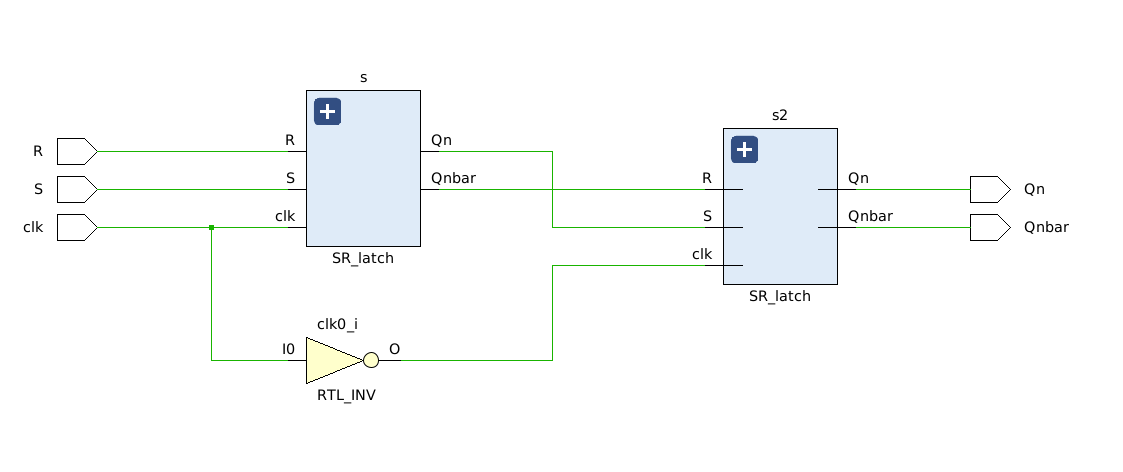 s
R
S
clk
R
S
clk
Qn
Qnbar
SR_latch
s2
R
S
clk
Qn
Qnbar
SR_latch
Qn
Qnbar
clk0_i
I0
O
RTL_INV